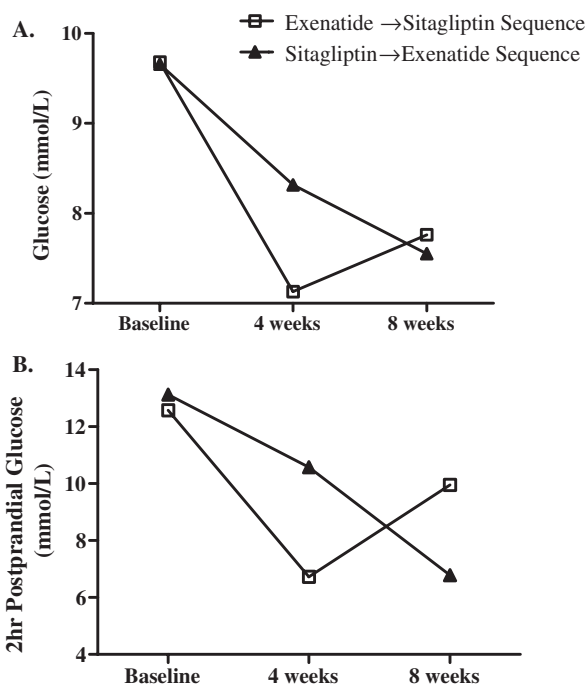 A.
Exenatide →Sitagliptin Sequence
Sitagliptin→Exenatide Sequence
10
9
8
7
Glucose (mmol/L)
Baseline 4 weeks 8 weeks
B.
14
12
10
8
6
4
2hr Postprandial Glucose
(mmol/L)
Baseline 4 weeks 8 weeks